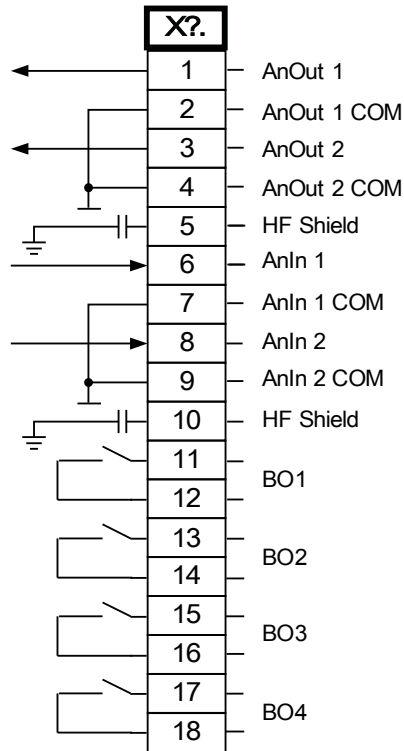 X?.
1 AnOut 1
2 AnOut 1 COM
3 AnOut 2
4 AnOut 2 COM
5 HF Shield
6 AnIn 1
7 AnIn 1 COM
8 AnIn 2
9 AnIn 2 COM
10 HF Shield
11
BO1
12
13
BO2
14
15
BO3
16
17
BO4
18